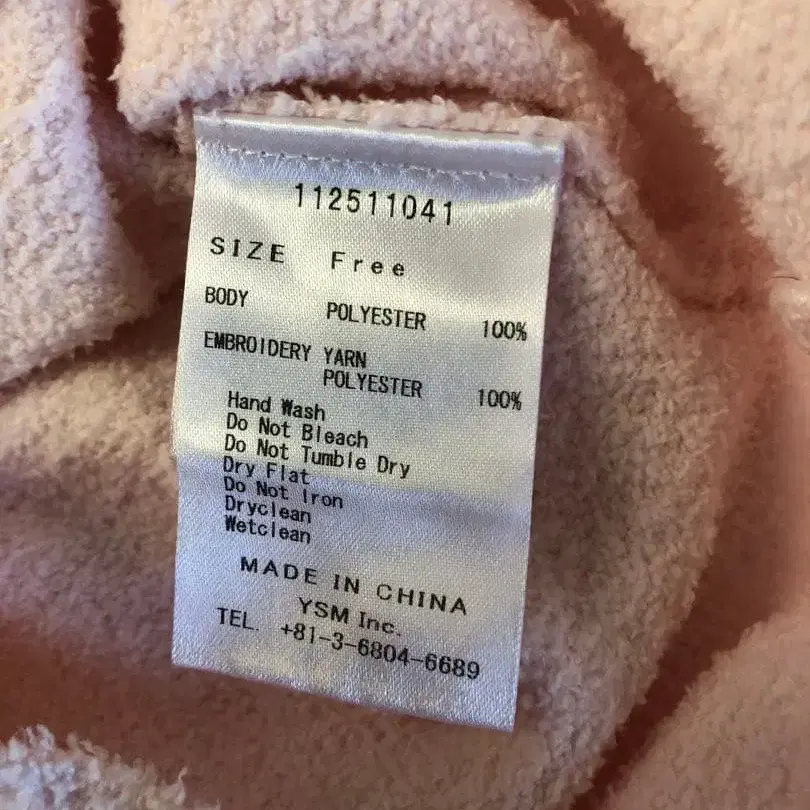 112511041
SIZE Free
BODY POLYESTER 100%
EMBROIDERY YARN
POLYESTER 100%
Hand Wash
Do Not Bleach
Do Not Tumble Dry
Dry Flat
Do Not Iron
Dryclean
Wetclean
MADE IN CHINA
YSM Inc.
TEL. +81-3-6804-6689